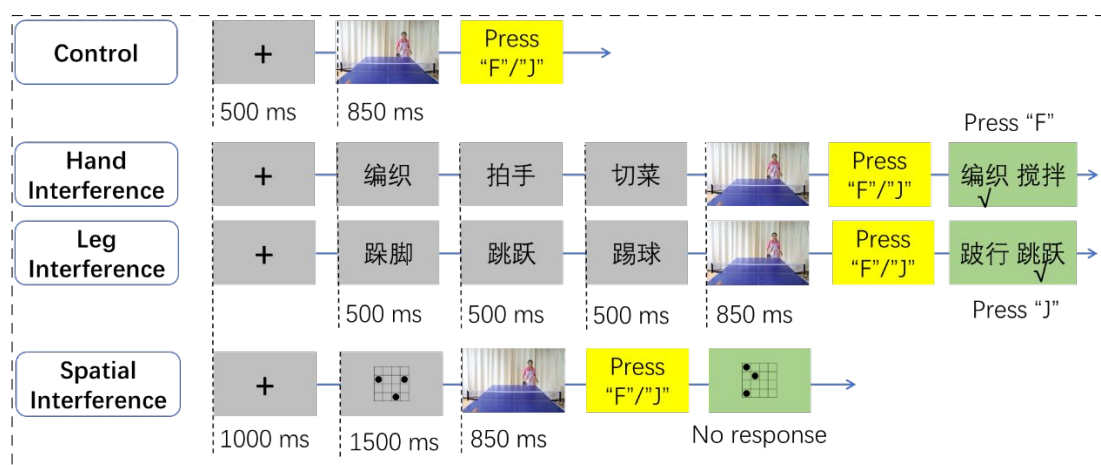 Control
+
Press
“F”/”J”
500 ms
850 ms
Press “F”
Hand
Interference
+
编织
拍手
切菜
Press
“F”/”J”
编织 搅拌
√
Leg
Interference
+
跺脚
跳跃
踢球
Press
“F”/”J”
跛行 跳跃
√
500 ms
500 ms
500 ms
850 ms
Press “J”
Spatial
Interference
+
Press
“F”/”J”
1000 ms
1500 ms
850 ms
No response